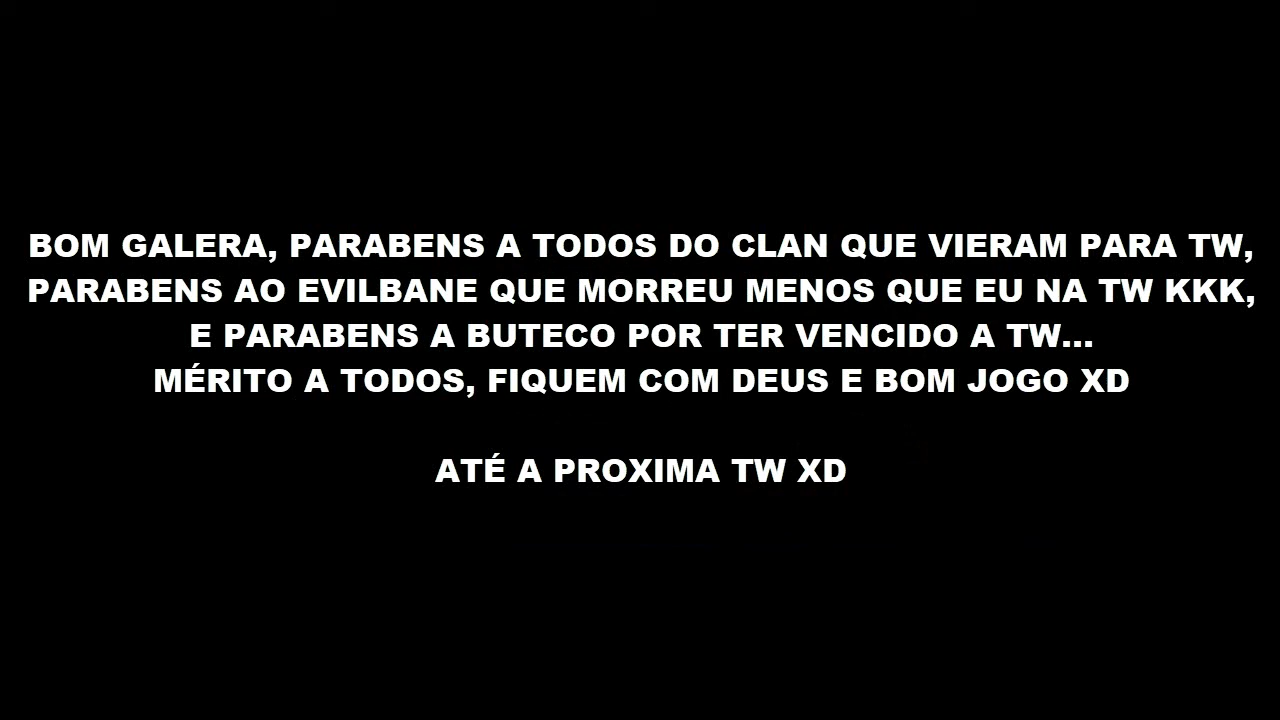 BOM GALERA, PARABENS A TODOS DO CLAN QUE VIERAM PARA TW,
PARABENS AO EVILBANE QUE MORREU MENOS QUE EU NA TW KKK,
E PARABENS A BUTECO POR TER VENCIDO A TW...
MÉRITO A TODOS, FIQUEM COM DEUS E BOM JOGO XD
ATÉ A PROXIMA TW XD